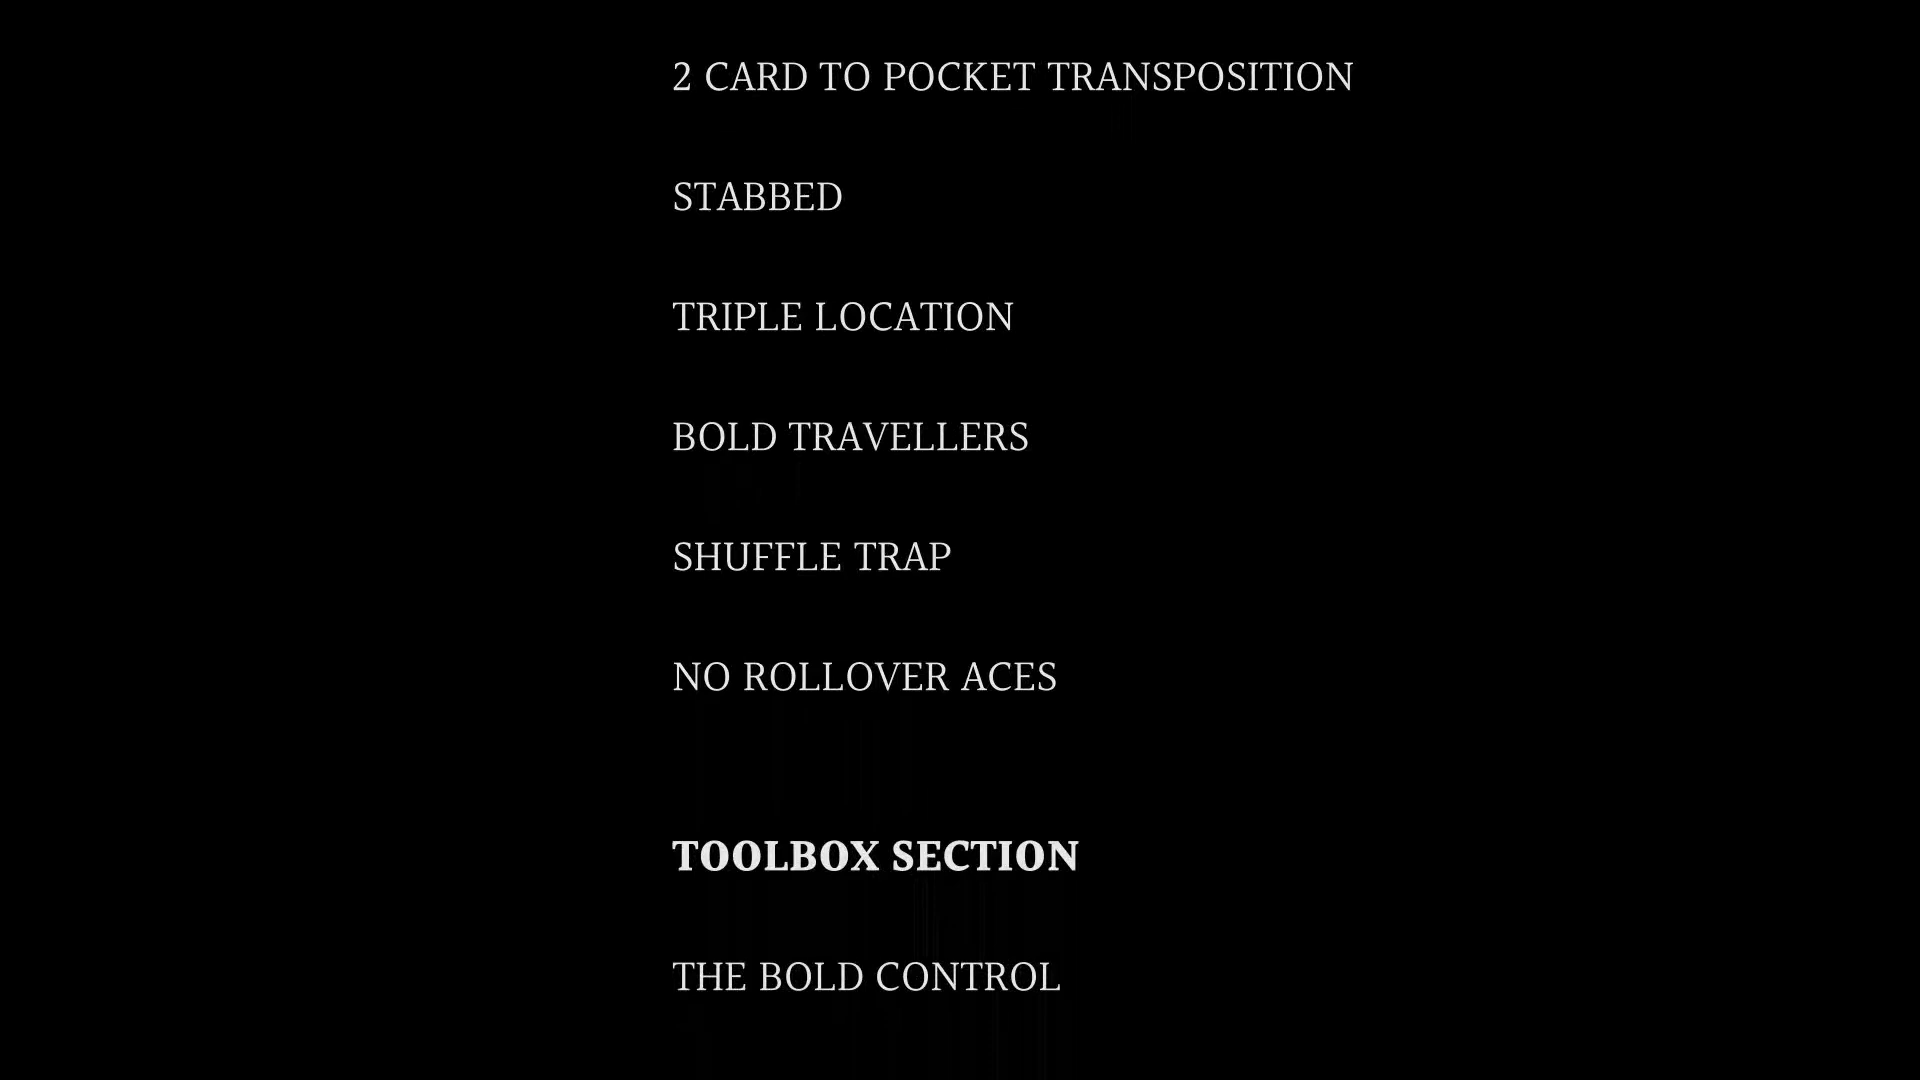 2 CARD TO POCKET TRANSPOSITION
STABBED
TRIPLE LOCATION
BOLD TRAVELLERS
SHUFFLE TRAP
NO ROLLOVER ACES
TOOLBOX SECTION
THE BOLD CONTROL